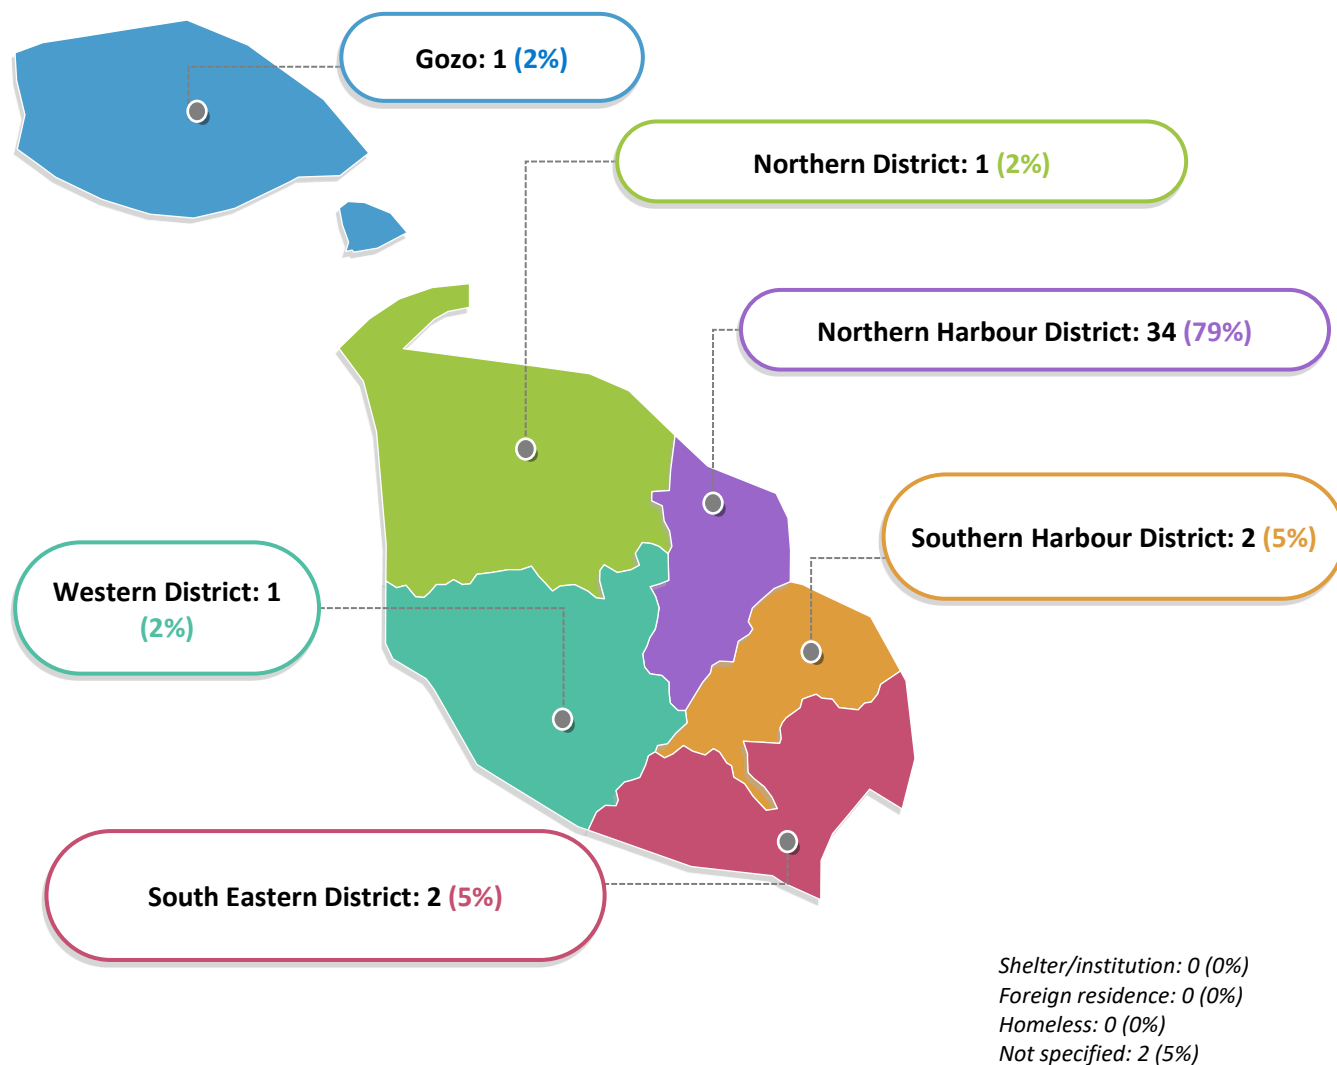 Gozo: 1 (2%)
Northern District: 1 (2%)
Northern Harbour District: 34 (79%)
Southern Harbour District: 2 (5%)
Western District: 1
(2%)
South Eastern District: 2 (5%)
Shelter/institution: 0 (0%)
Foreign residence: 0 (0%)
Homeless: 0 (0%)
Not specified: 2 (5%)